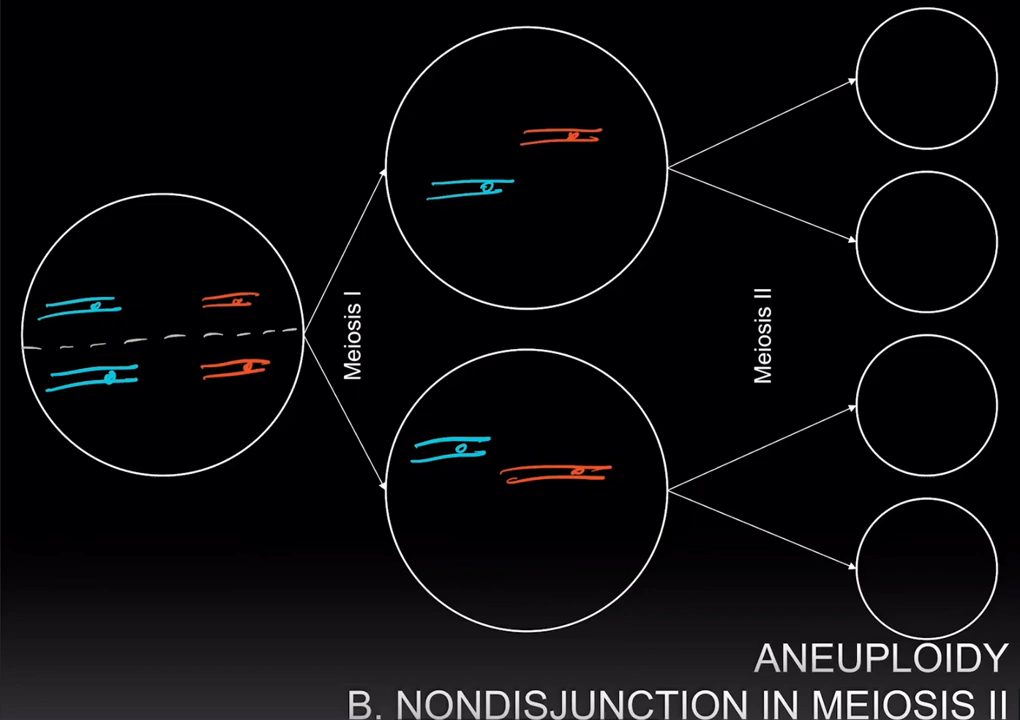 Meiosis I
Meiosis II
ANEUPLOIDY
B. NONDISJUNCTION IN MEIOSIS II